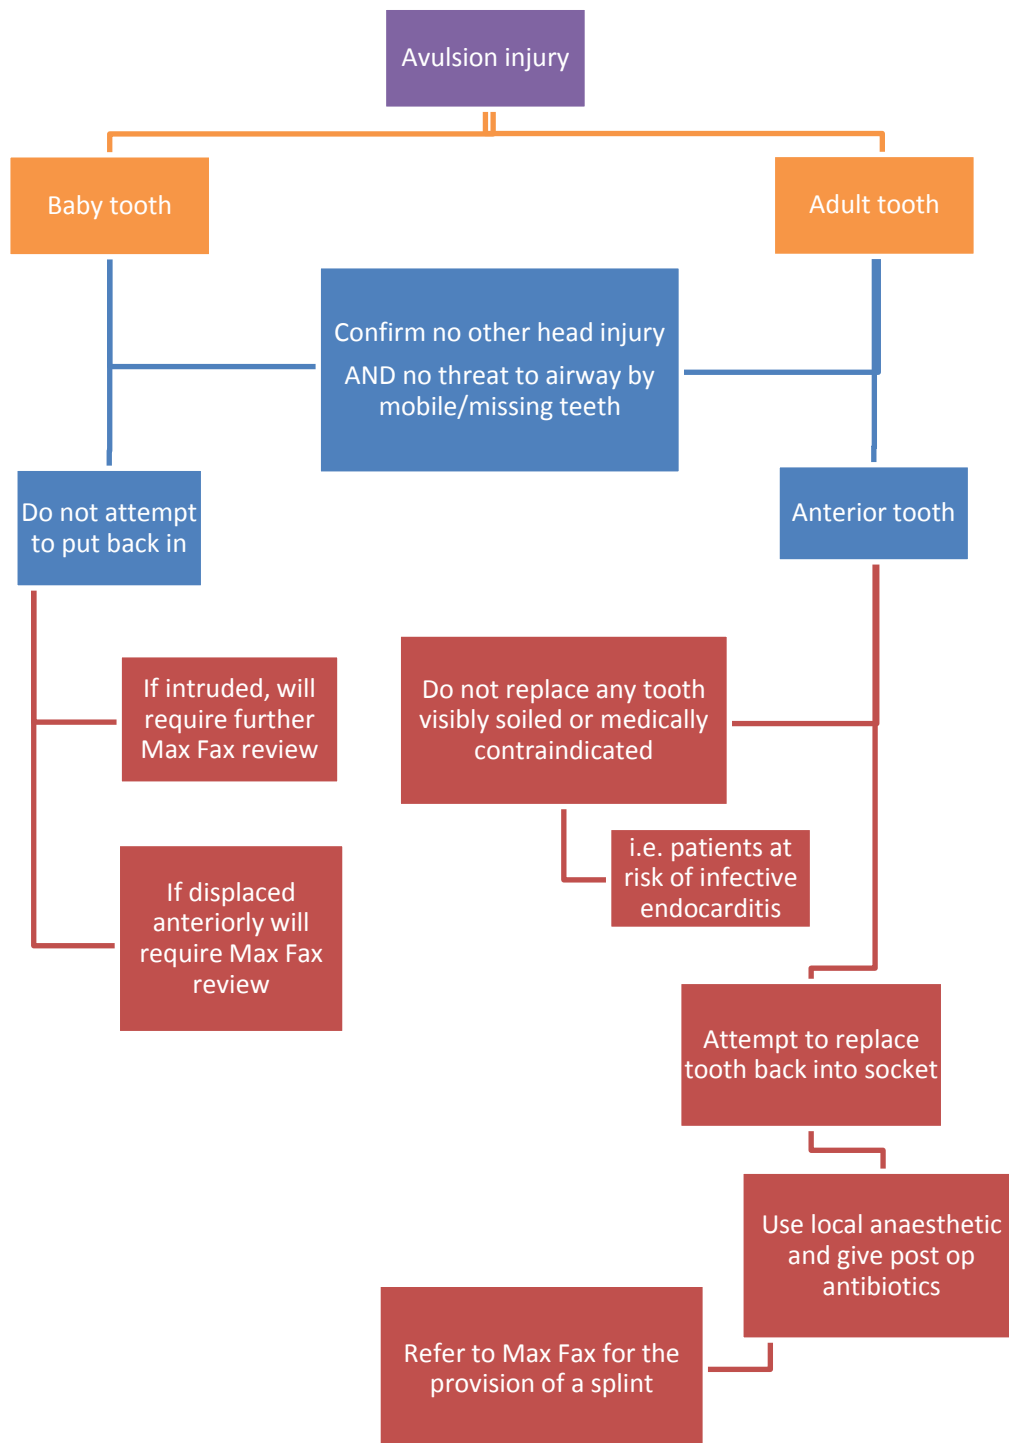 Avulsion injury
Baby tooth
Adult tooth
Confirm no other head injury
AND no threat to airway by
mobile/missing teeth
Do not attempt
to put back in
Anterior tooth
If intruded, will
require further
Max Fax review
Do not replace any tooth
visibly soiled or medically
contraindicated
i.e. patients at
risk of infective
endocarditis
If displaced
anteriorly will
require Max Fax
review
Attempt to replace
tooth back into socket
Use local anaesthetic
and give post op
antibiotics
Refer to Max Fax for the
provision of a splint